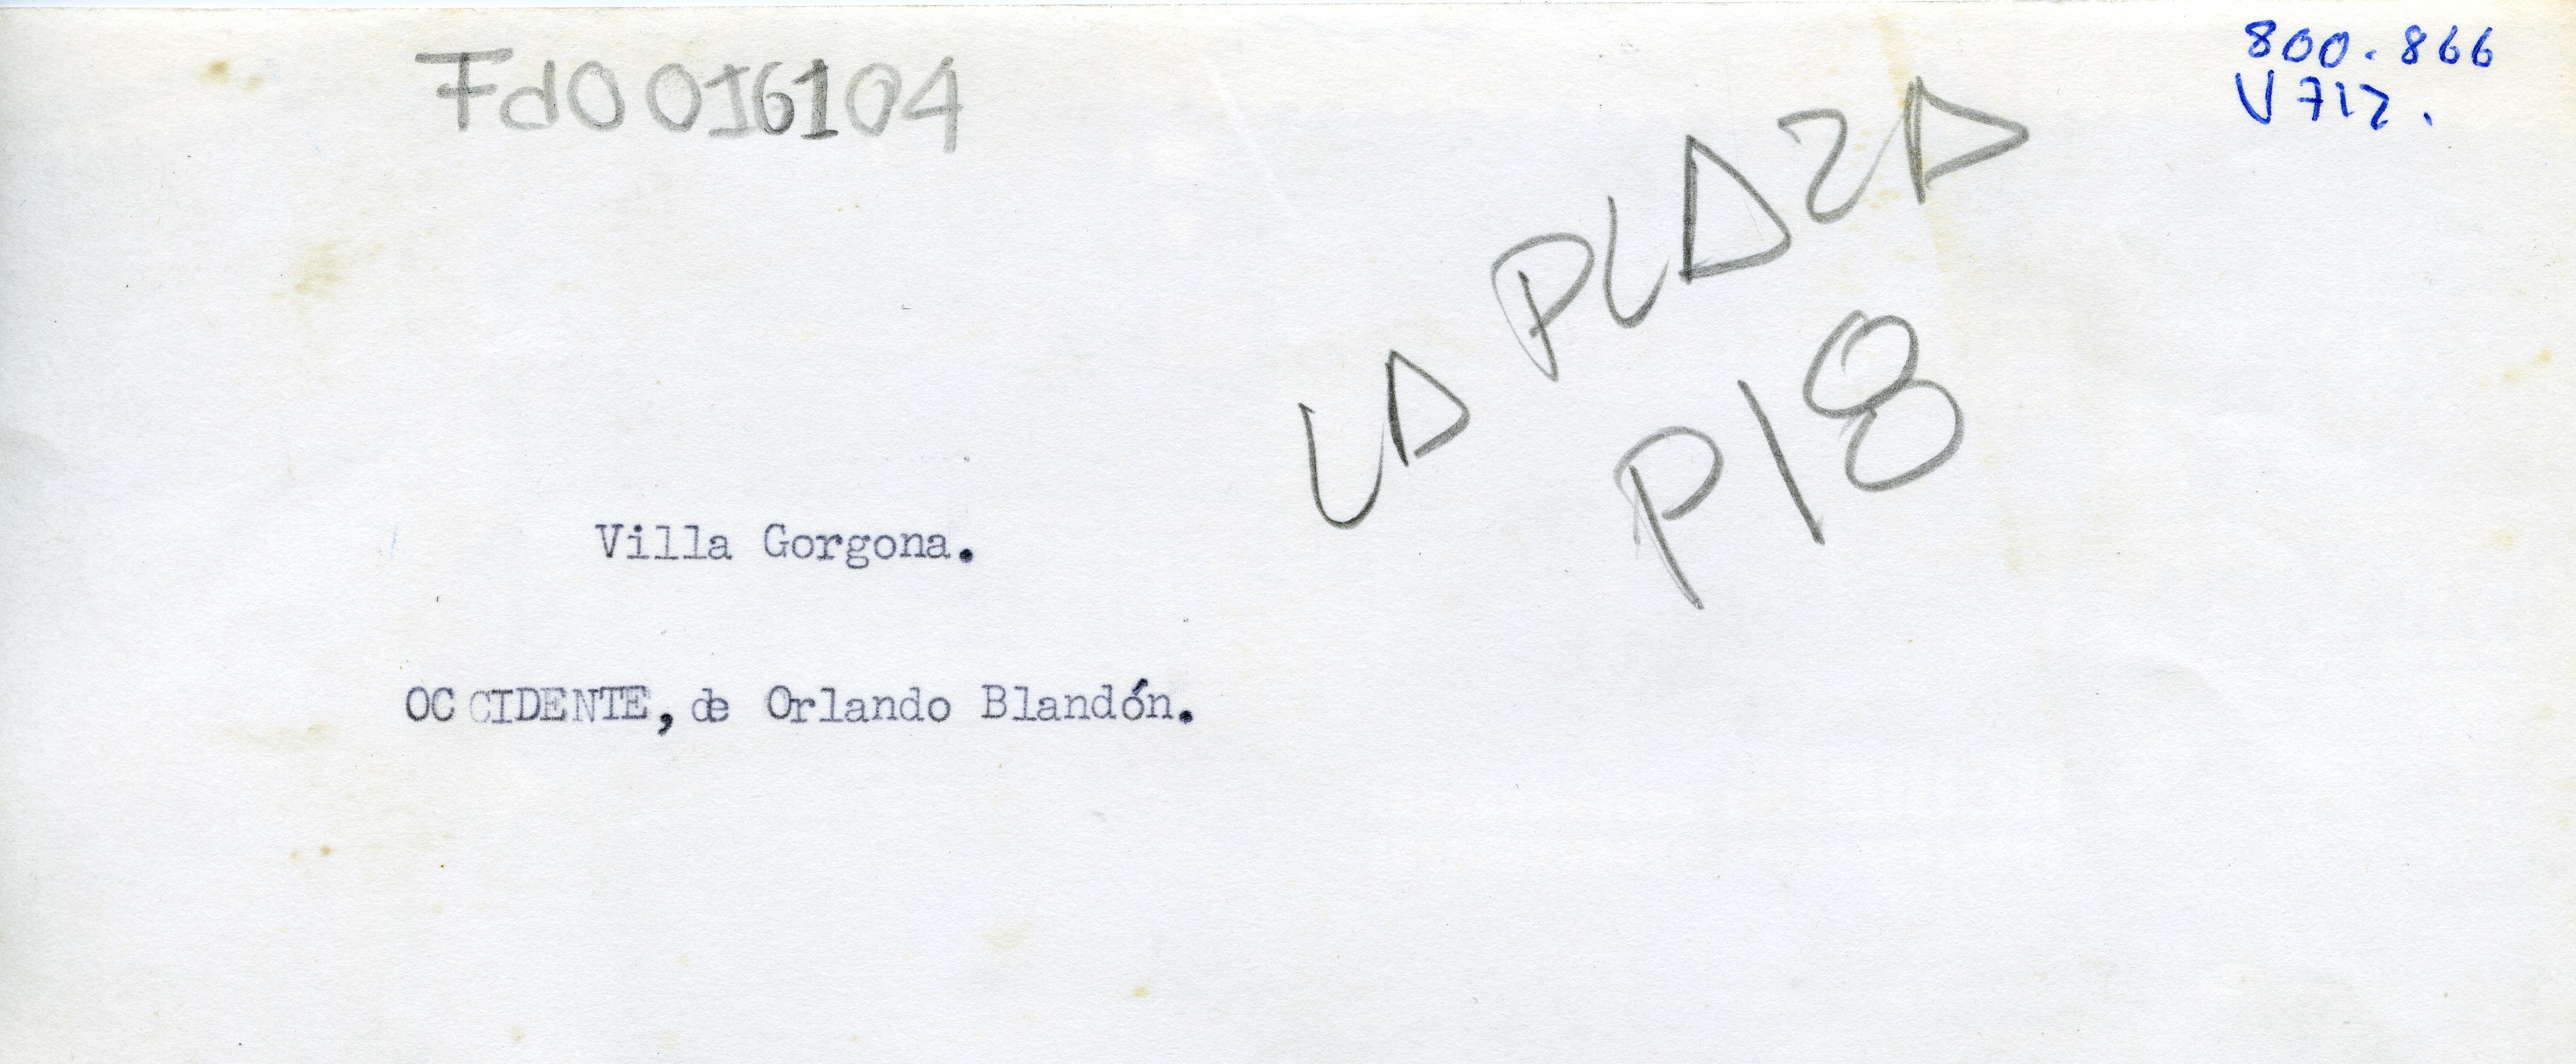 Fd0016104
800.866
V712.
LA PLAZA
P18
Villa Gorgona.
OCCIDENTE, de Orlando Blandón.